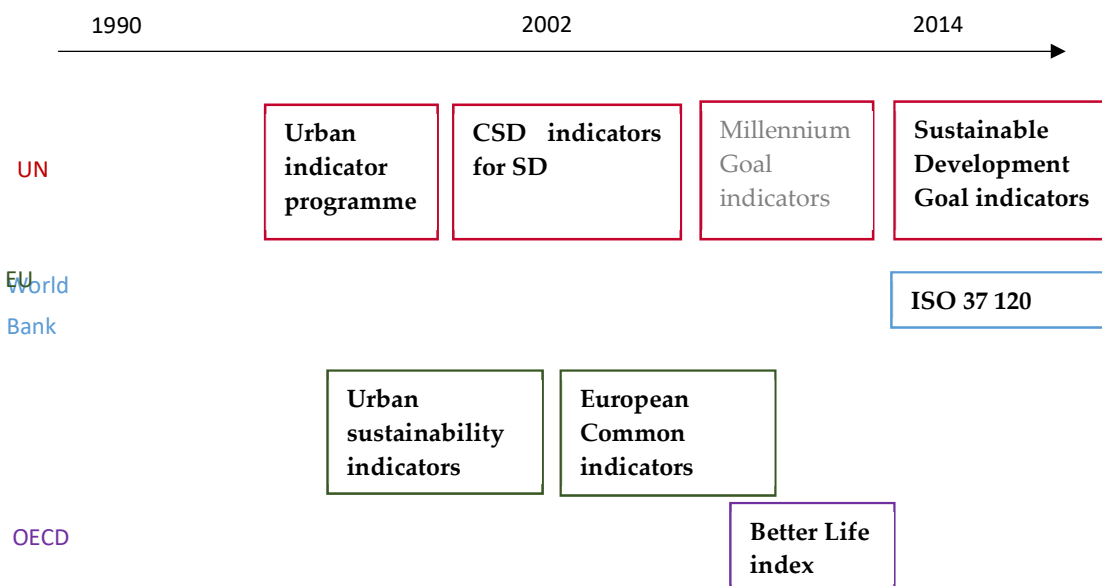 1990 2002 2014
UN
Urban
indicator
programme
CSD indicators
for SD
Millennium
Goal
indicators
Sustainable
Development
Goal indicators
EU
World
Bank
ISO 37 120
Urban
sustainability
indicators
European
Common
indicators
OECD
Better Life
index